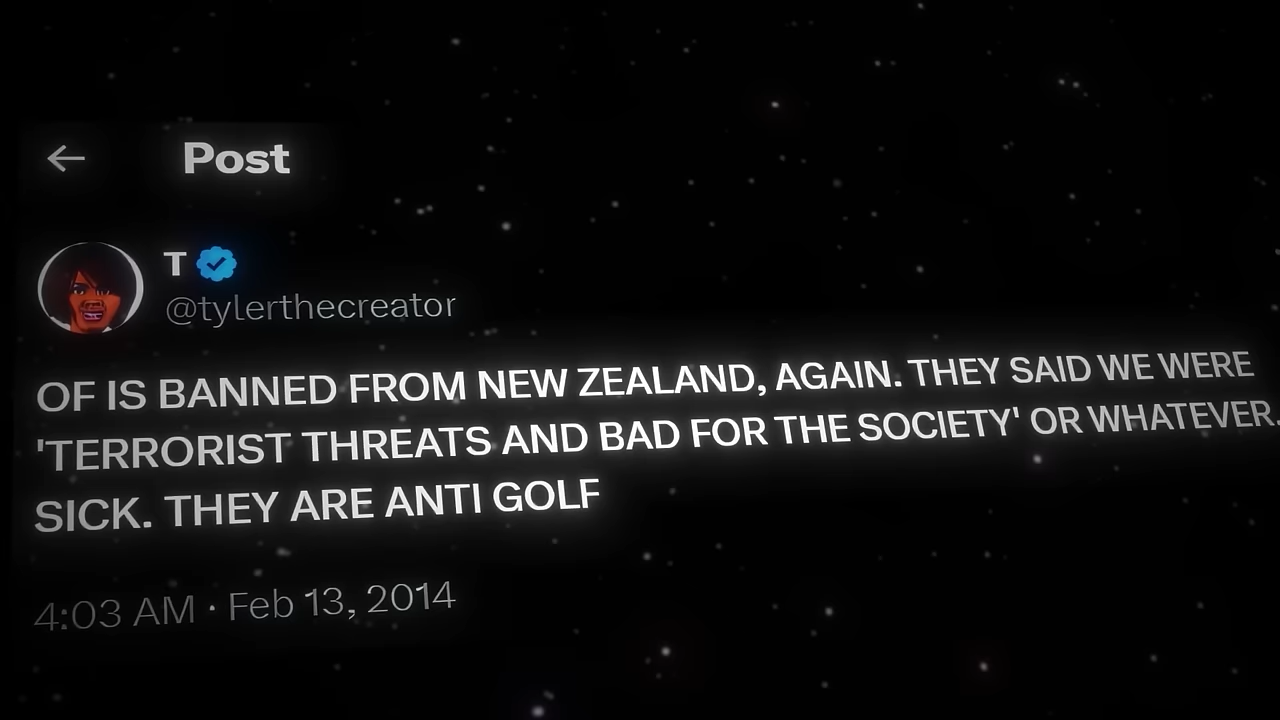 Post
T
@tylerthecreator
OF IS BANNED FROM NEW ZEALAND, AGAIN. THEY SAID WE WERE
'TERRORIST THREATS AND BAD FOR THE SOCIETY' OR WHATEVER.
SICK. THEY ARE ANTI GOLF
4:03 AM · Feb 13, 2014